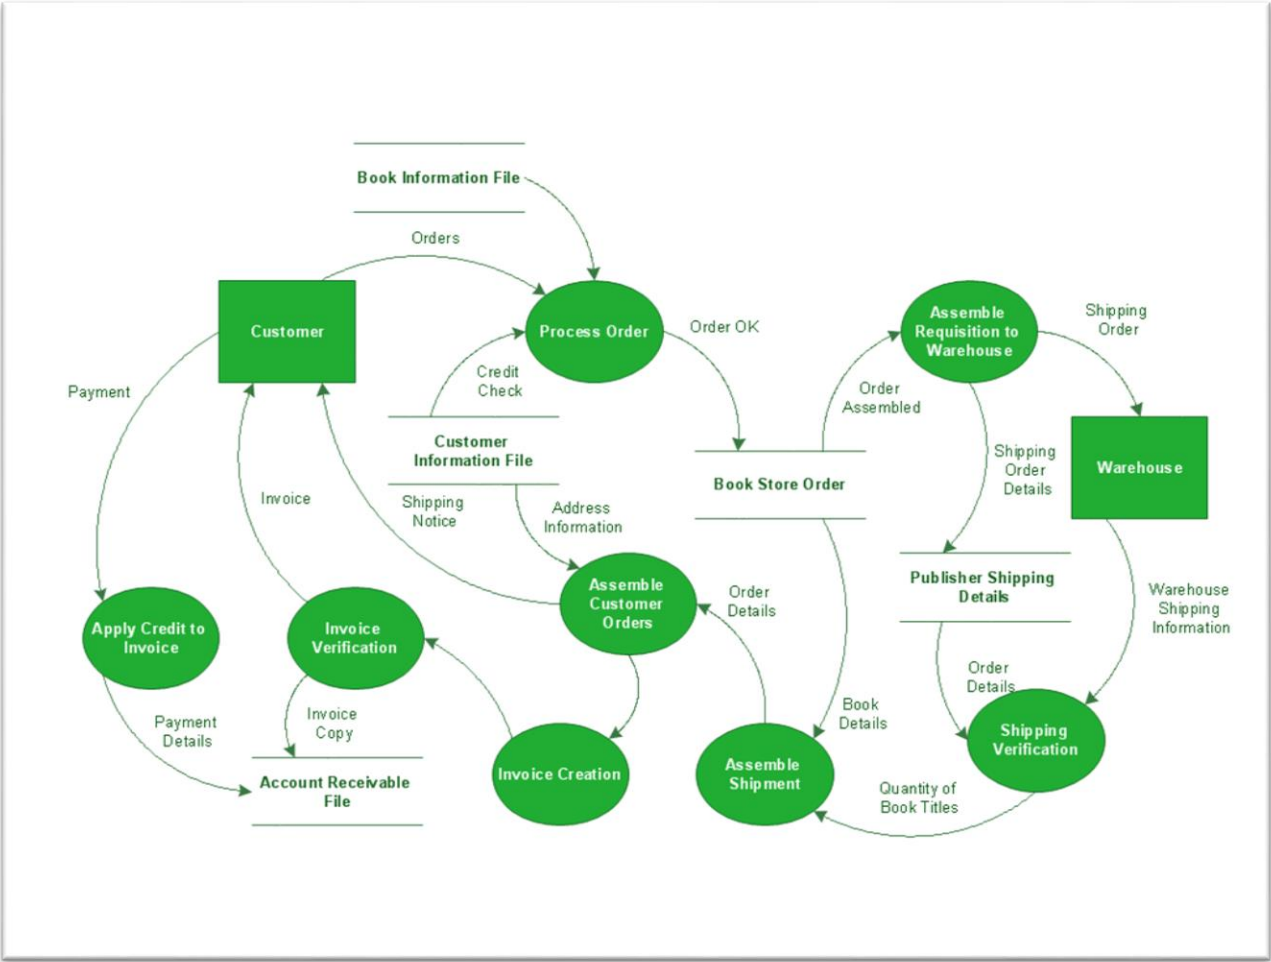 Book Information File
Orders
Customer
Process Order
Order OK
Assemble
Requisition to
Warehouse
Shipping
Order
Payment
Credit
Check
Order
Assembled
Customer
Information File
Shipping
Order
Details
Warehouse
Book Store Order
Invoice
Shipping
Notice
Address
Information
Publisher Shipping
Details
Assemble
Customer
Orders
Order
Details
Warehouse
Shipping
Information
Apply Credit to
Invoice
Invoice
Verification
Order
Details
Payment
Details
Invoice
Copy
Book
Details
Shipping
Verification
Account Receivable
File
Invoice Creation
Assemble
Shipment
Quantity of
Book Titles